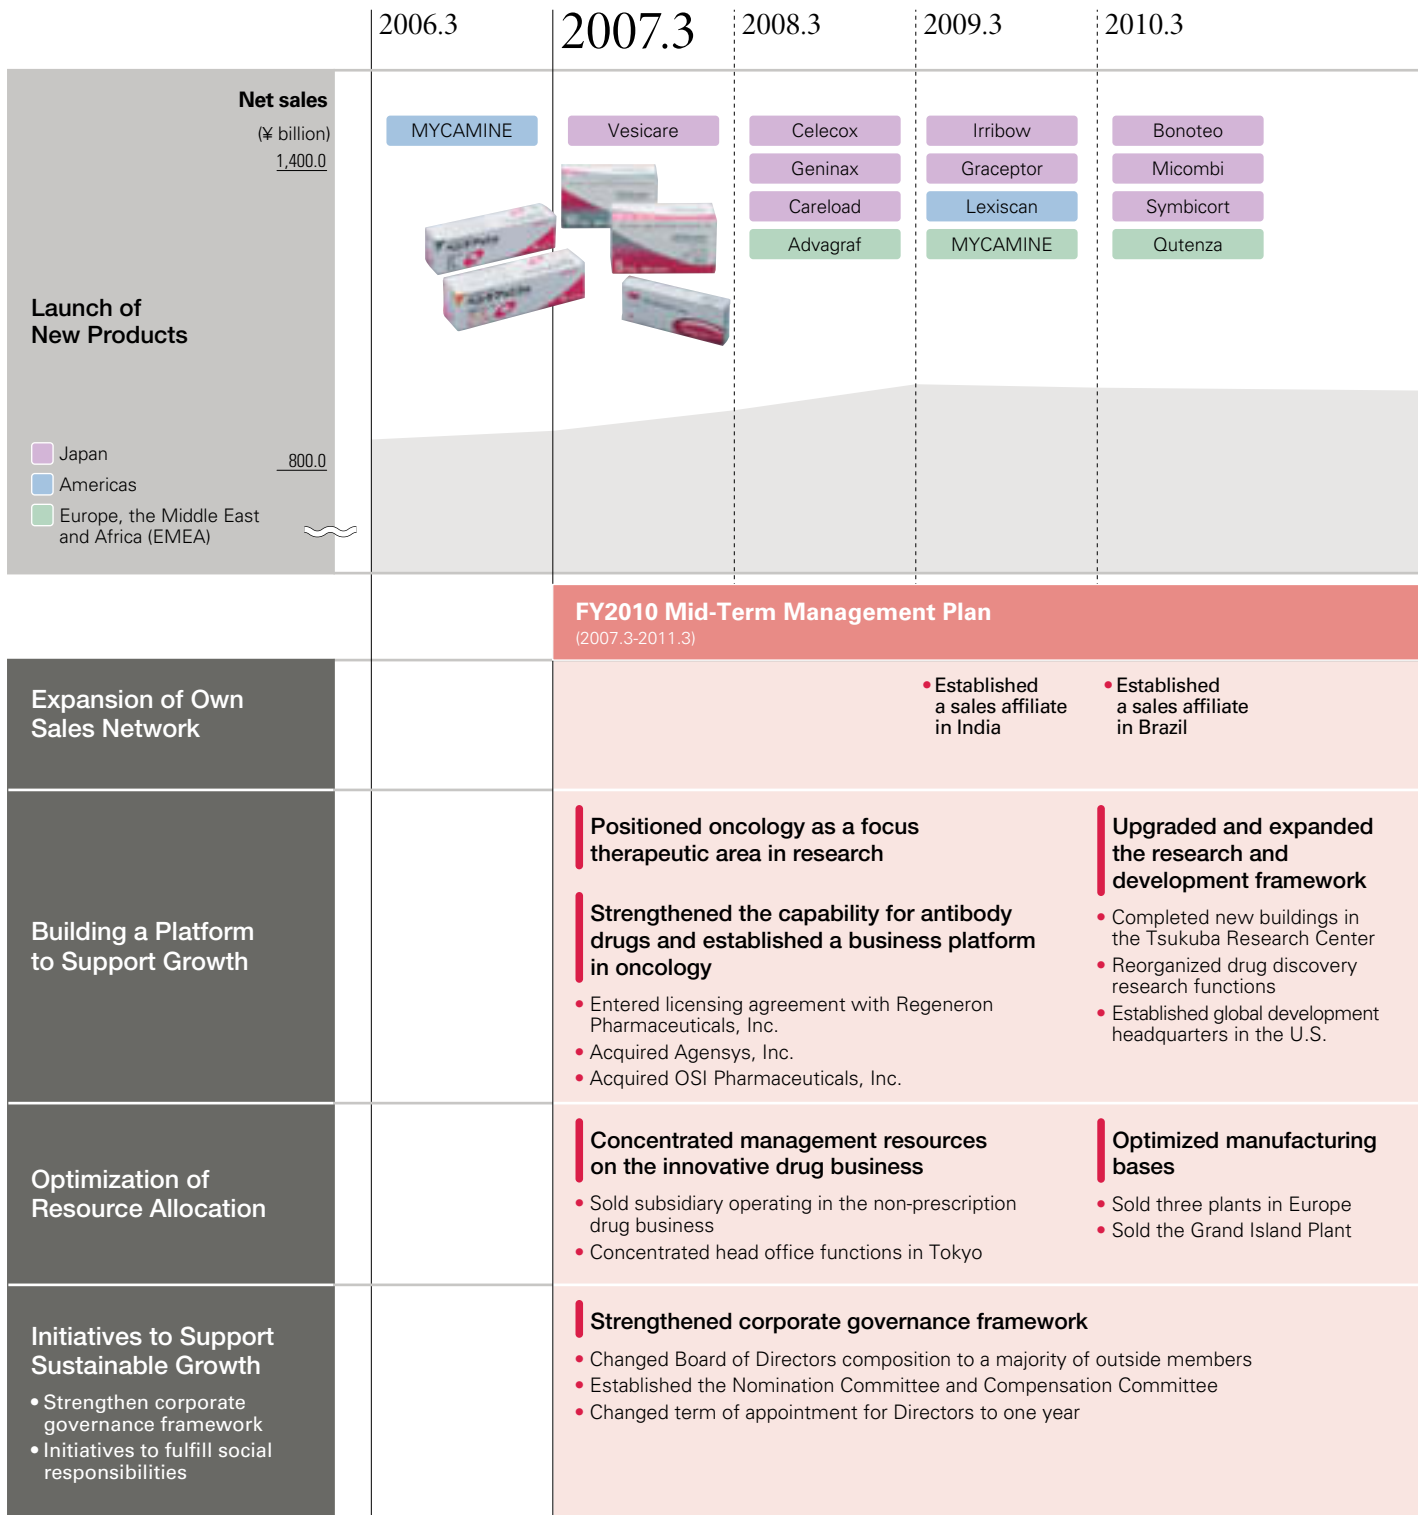 2006.3
2007.3
2008.3
2009.3
2010.3
Net sales
(¥ billion)
1,400.0
800.0
Launch of
New Products
Japan
Americas
Europe, the Middle East
and Africa (EMEA)
MYCAMINE
Vesicare
Celecox
Geninax
Careload
Advagraf
Irribow
Graceptor
Lexiscan
MYCAMINE
Bonoteo
Micombi
Symbicort
Qutenza
FY2010 Mid-Term Management Plan
(2007.3-2011.3)
Expansion of Own
Sales Network
• Established
a sales affiliate
in India
• Established
a sales affiliate
in Brazil
Building a Platform
to Support Growth
Positioned oncology as a focus
therapeutic area in research
Strengthened the capability for antibody
drugs and established a business platform
in oncology
• Entered licensing agreement with Regeneron
Pharmaceuticals, Inc.
• Acquired Agensys, Inc.
• Acquired OSI Pharmaceuticals, Inc.
Upgraded and expanded
the research and
development framework
• Completed new buildings in
the Tsukuba Research Center
• Reorganized drug discovery
research functions
• Established global development
headquarters in the U.S.
Optimization of
Resource Allocation
Concentrated management resources
on the innovative drug business
• Sold subsidiary operating in the non-prescription
drug business
• Concentrated head office functions in Tokyo
Optimized manufacturing
bases
• Sold three plants in Europe
• Sold the Grand Island Plant
Initiatives to Support
Sustainable Growth
• Strengthen corporate
governance framework
• Initiatives to fulfill social
responsibilities
Strengthened corporate governance framework
• Changed Board of Directors composition to a majority of outside members
• Established the Nomination Committee and Compensation Committee
• Changed term of appointment for Directors to one year